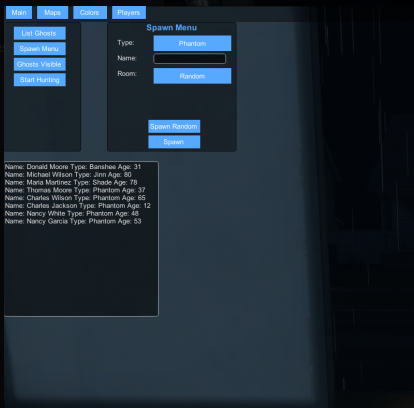 Main Maps Colors Players
List Ghosts
Spawn Menu
Ghosts Visible
Start Hunting
Spawn Menu
Type: Phantom
Name:
Room: Random
Spawn Random
Spawn
Name: Donald Moore Type: Banshee Age: 31
Name: Michael Wilson Type: Jinn Age: 80
Name: Maria Martinez Type: Shade Age: 78
Name: Thomas Moore Type: Phantom Age: 37
Name: Charles Wilson Type: Phantom Age: 65
Name: Charles Jackson Type: Phantom Age: 12
Name: Nancy White Type: Phantom Age: 48
Name: Nancy Garcia Type: Phantom Age: 53